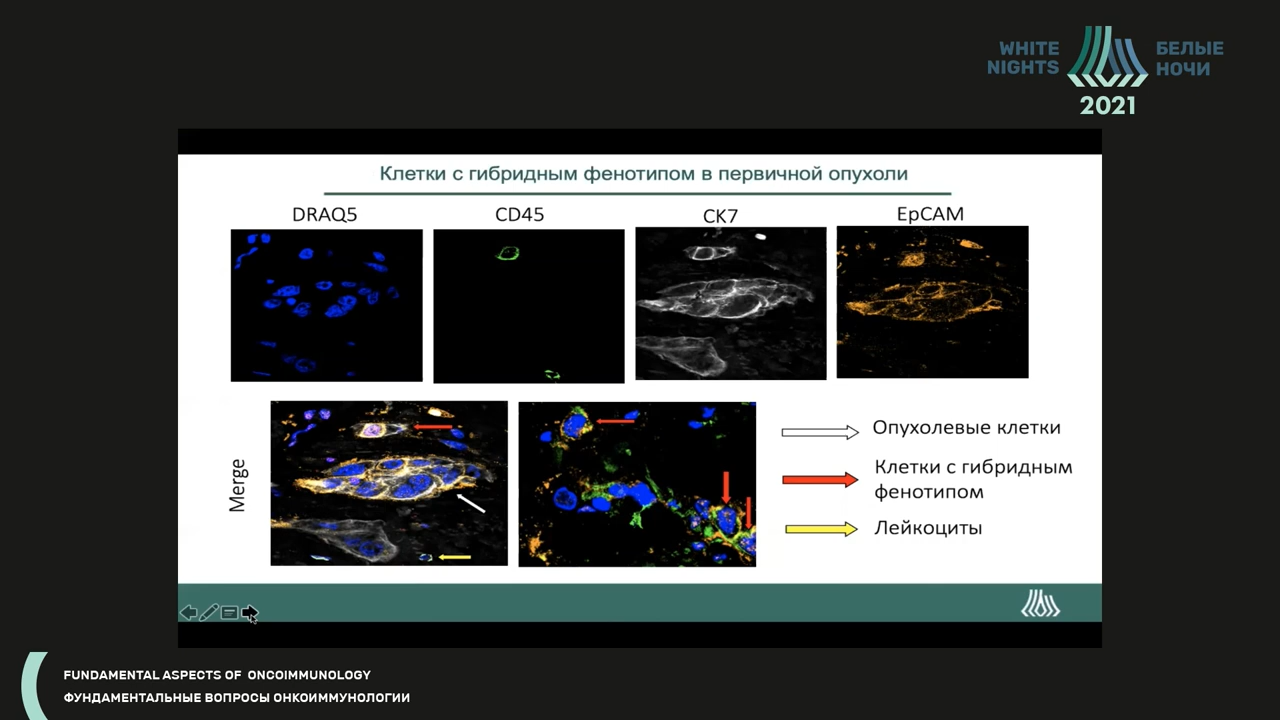 WHITE
NIGHTS
БЕЛЫЕ
НОЧИ
2021
Клетки с гибридным фенотипом в первичной опухоли
DRAQ5
CD45
CK7
EpCAM
Merge
Опухолевые клетки
Клетки с гибридным
фенотипом
Лейкоциты
FUNDAMENTAL ASPECTS OF ONCOIMMUNOLOGY
ФУНДАМЕНТАЛЬНЫЕ ВОПРОСЫ ОНКОИММУНОЛОГИИ